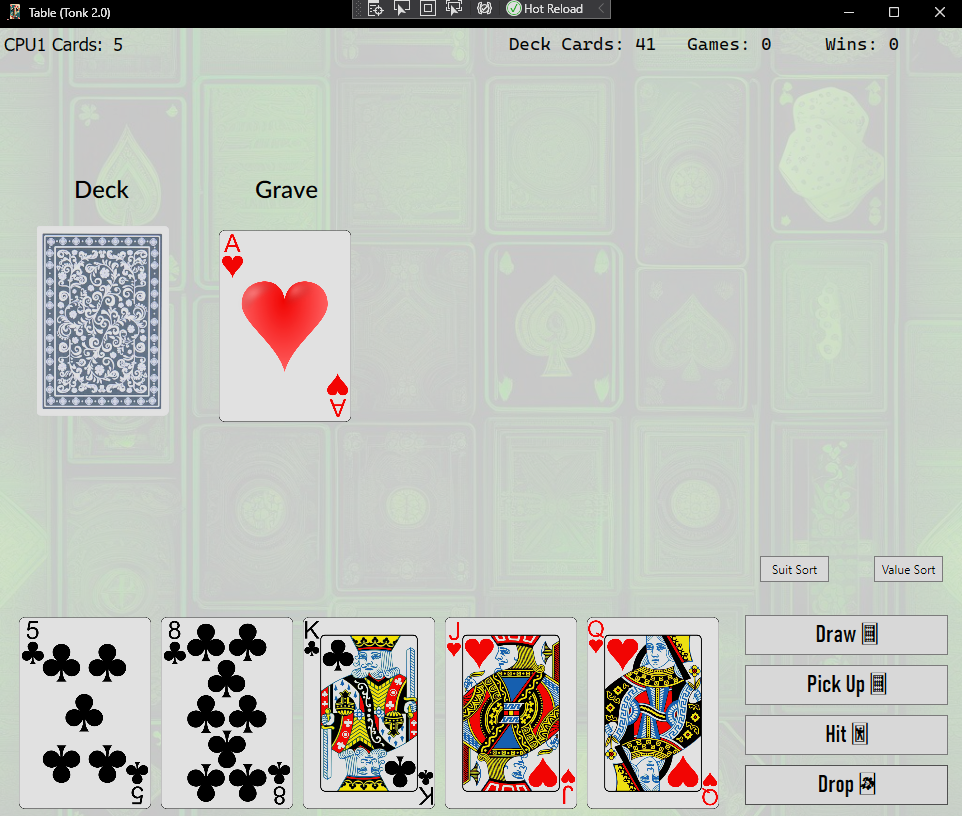 Table (Tonk 2.0)
Hot Reload
CPU1 Cards: 5
Deck Cards: 41 Games: 0 Wins: 0
Deck
Grave
A
A
Suit Sort
Value Sort
5
8
K
J
Q
5
8
K
J
Q
Draw
Pick Up
Hit
Drop